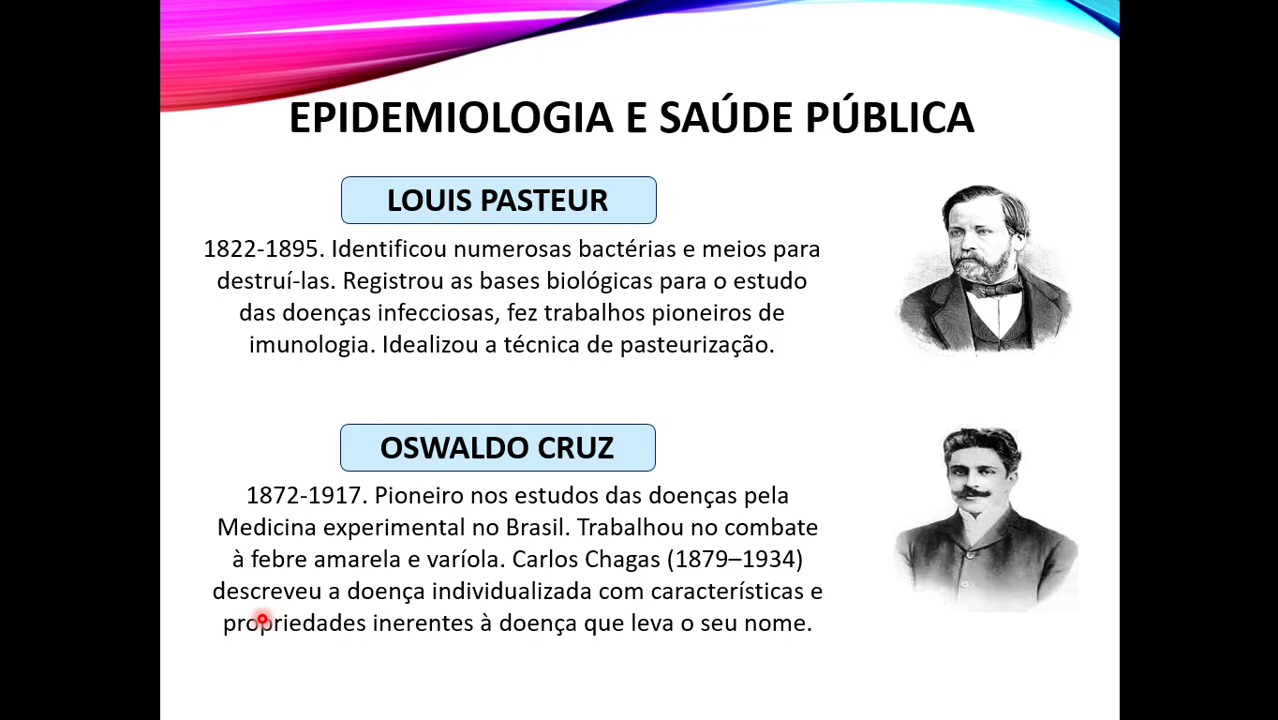 EPIDEMIOLOGIA E SAÚDE PÚBLICA
LOUIS PASTEUR
1822-1895. Identificou numerosas bactérias e meios para
destruí-las. Registrou as bases biológicas para o estudo
das doenças infecciosas, fez trabalhos pioneiros de
imunologia. Idealizou a técnica de pasteurização.
OSWALDO CRUZ
1872-1917. Pioneiro nos estudos das doenças pela
Medicina experimental no Brasil. Trabalhou no combate
à febre amarela e varíola. Carlos Chagas (1879–1934)
descreveu a doença individualizada com características e
propriedades inerentes à doença que leva o seu nome.